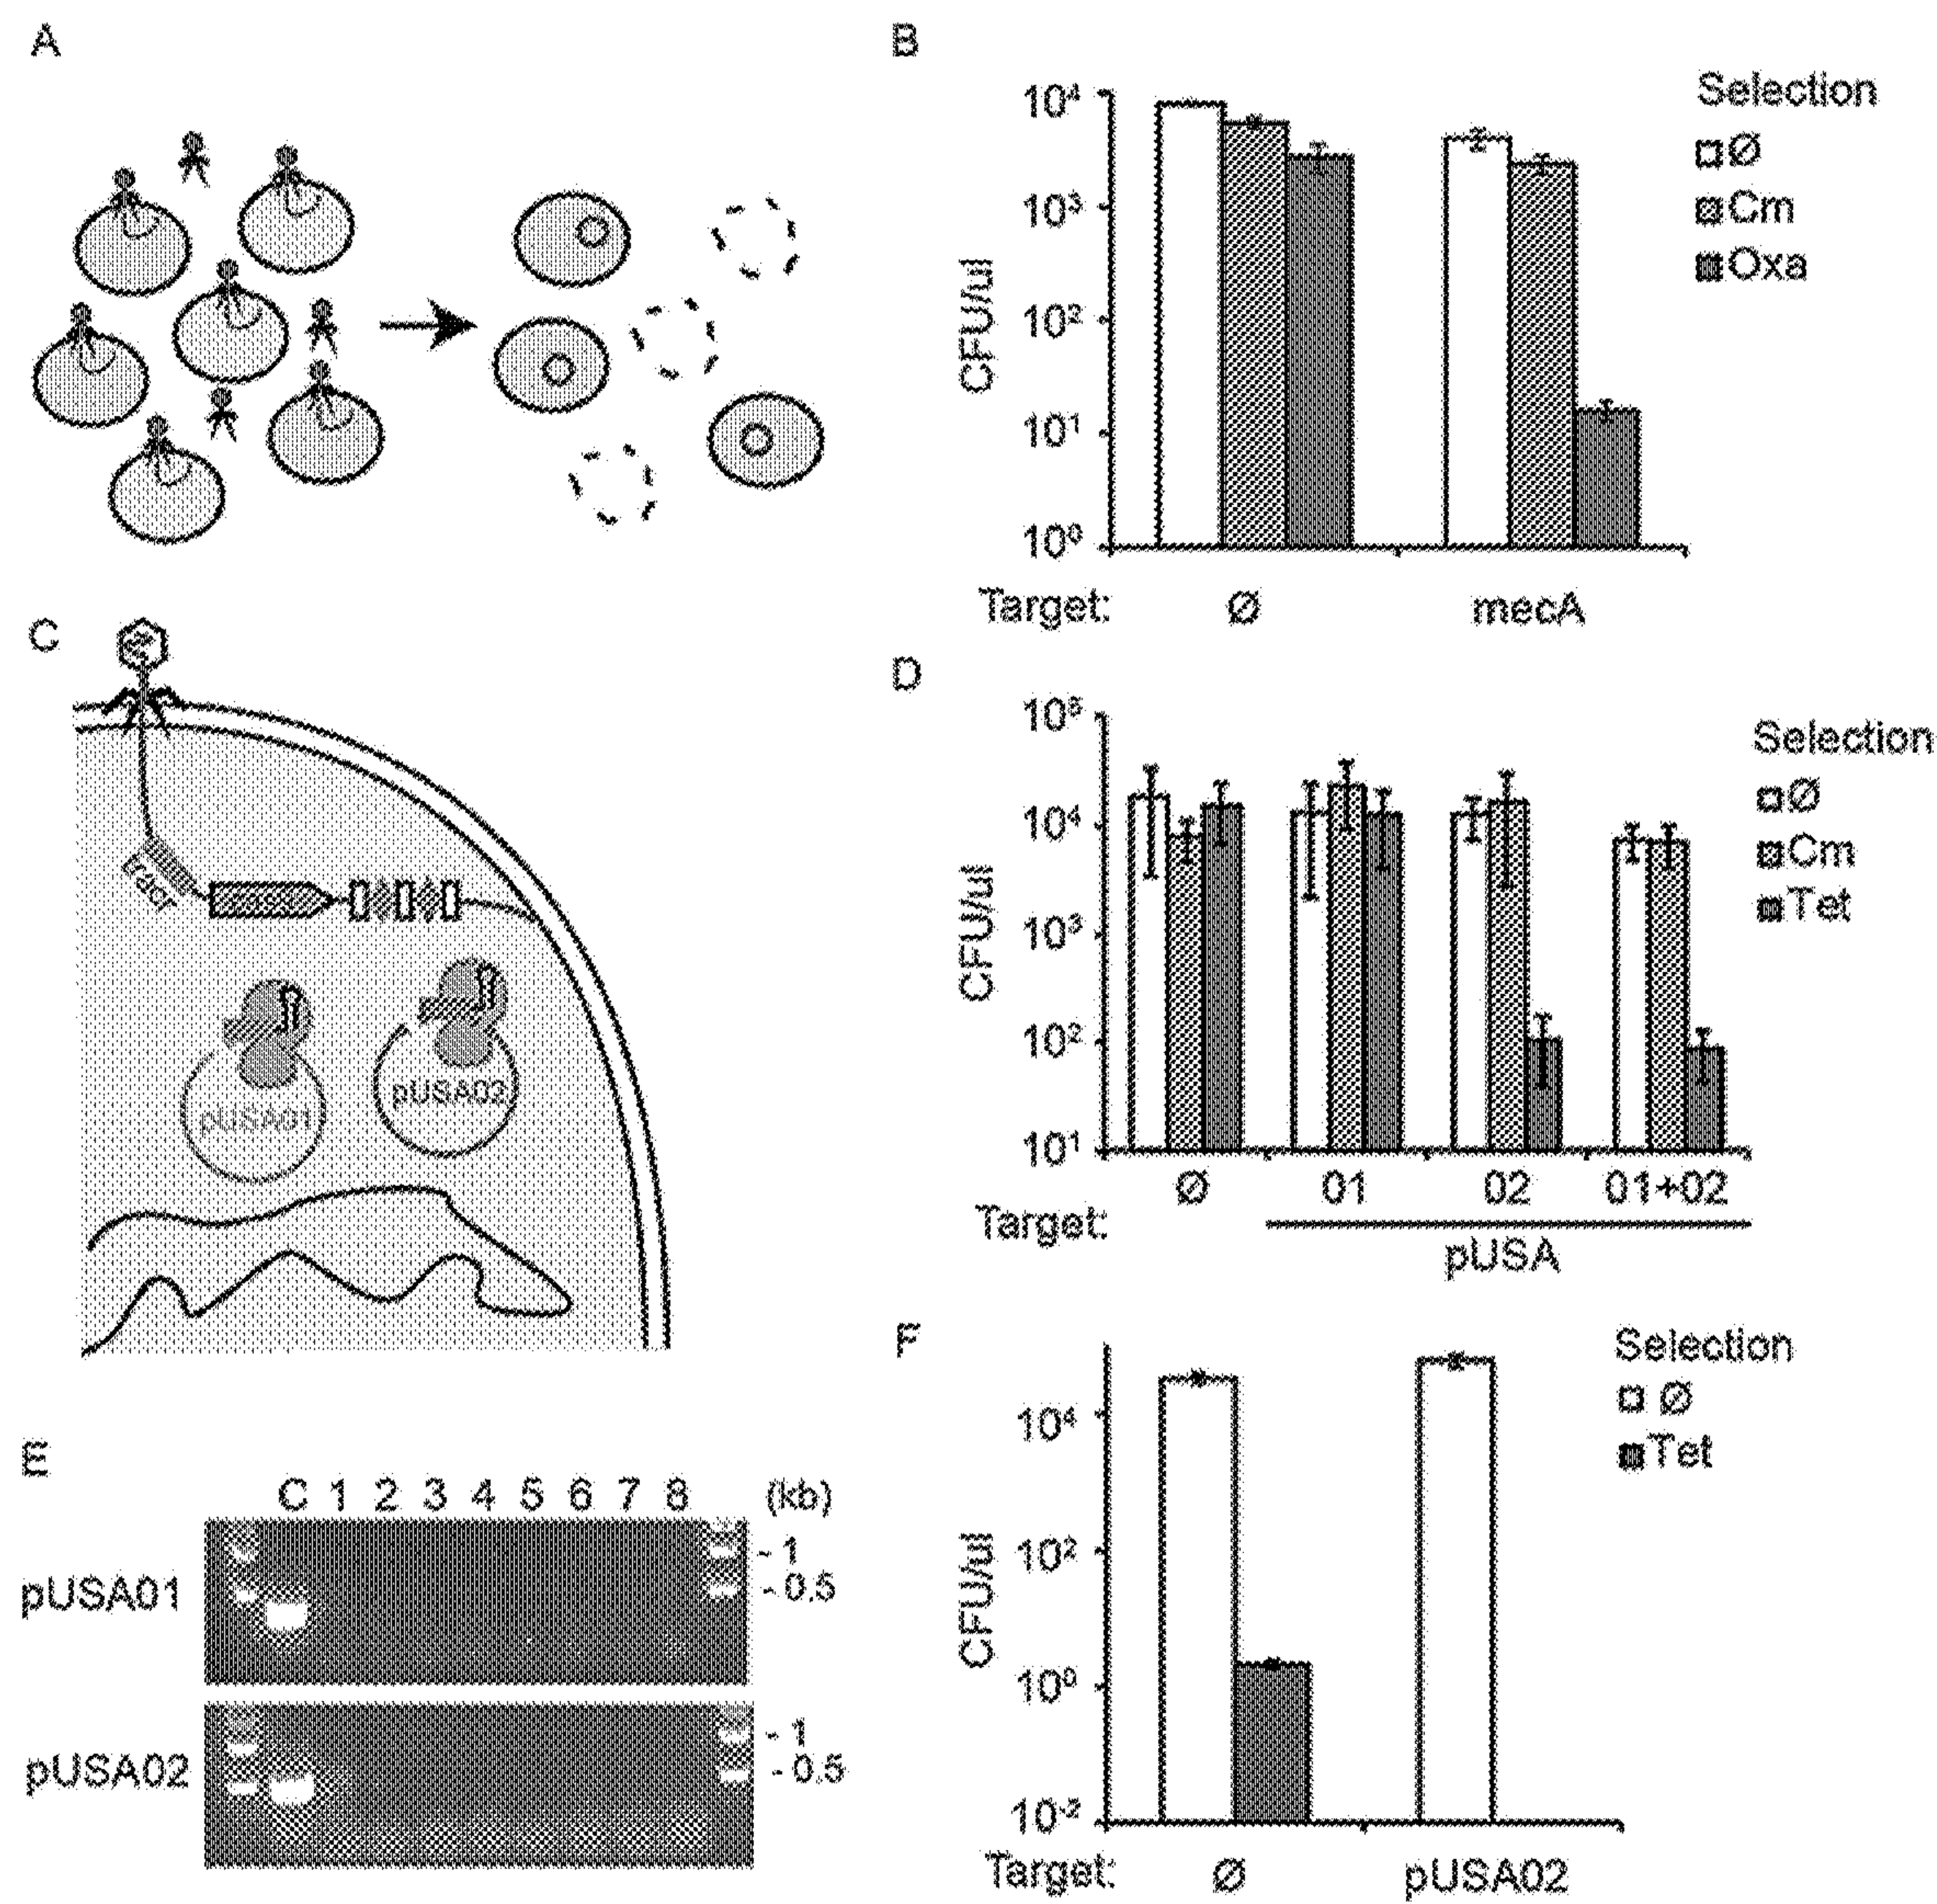 A
B
10⁴
10³
10²
10¹
10⁰
CFU/ul
Selection
Ø
Cm
Oxa
Target: Ø mecA
C
tracr
cas9
pUSA01
pUSA02
D
10⁵
10⁴
10³
10²
10¹
CFU/ul
Selection
Ø
Cm
Tet
Ø 01 02 01+02
Target:
pUSA
E
C 1 2 3 4 5 6 7 8 (kb)
pUSA01
- 1
- 0.5
pUSA02
- 1
- 0.5
F
10⁴
10²
10⁰
10⁻²
CFU/ul
Selection
Ø
Tet
Target: Ø pUSA02